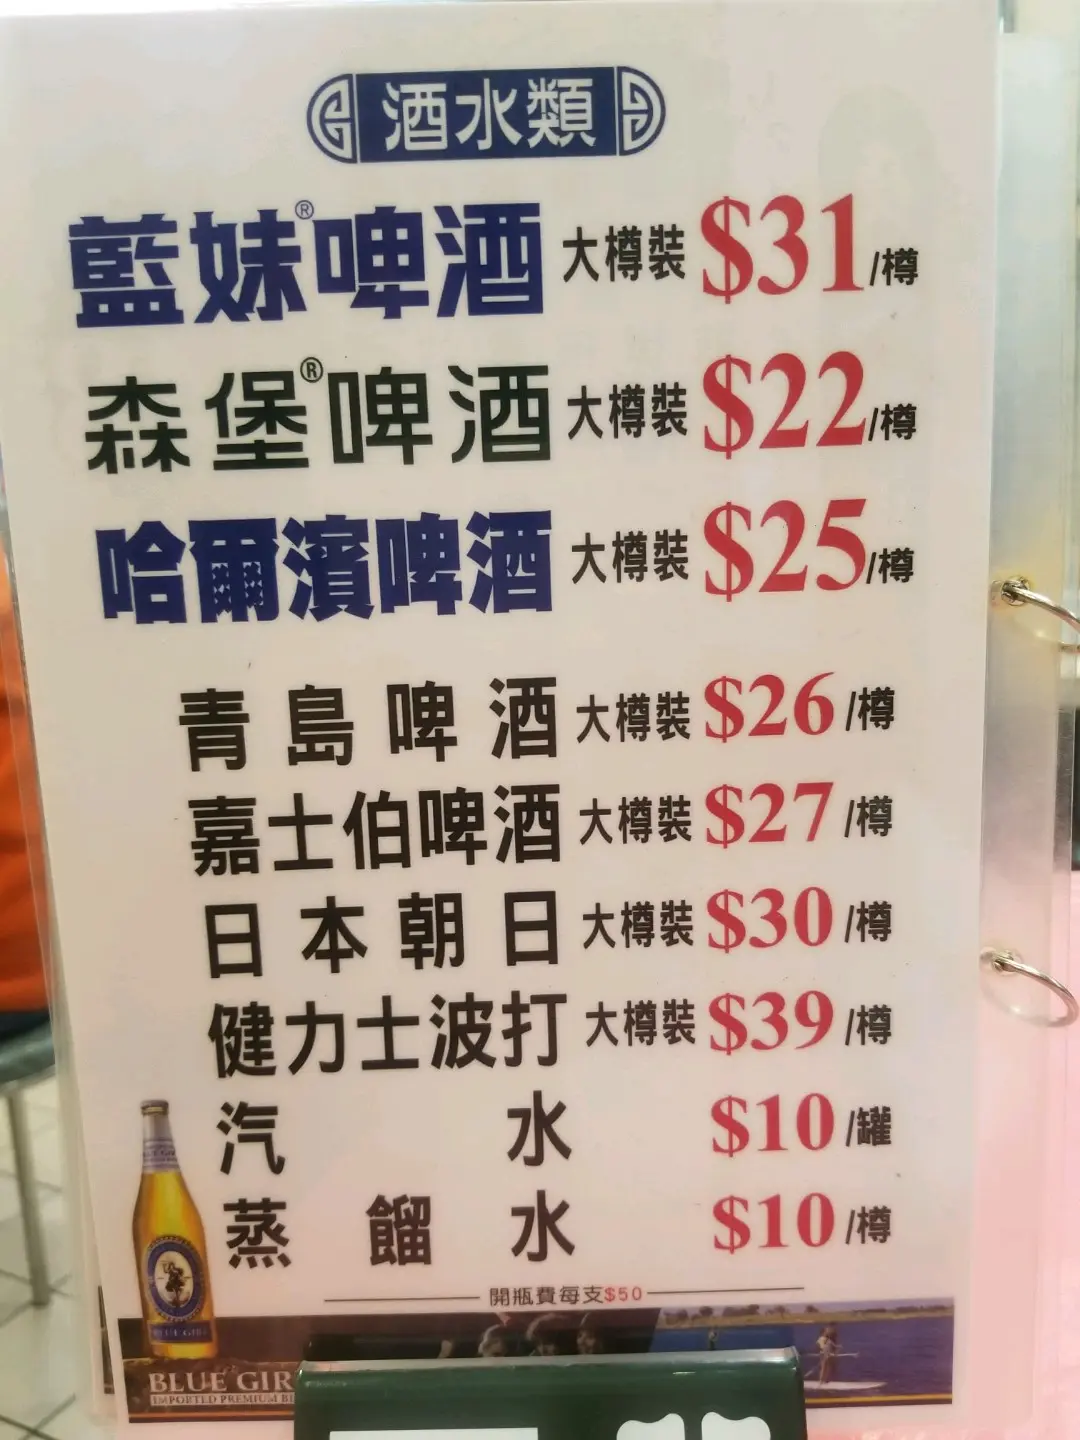 酒水類
藍妹®啤酒 大樽裝 $31/樽
森堡®啤酒 大樽裝 $22/樽
哈爾濱啤酒 大樽裝 $25/樽
青島啤酒 大樽裝 $26/樽
嘉士伯啤酒 大樽裝 $27/樽
日本朝日 大樽裝 $30/樽
健力士波打 大樽裝 $39/樽
汽水 $10/罐
蒸餾水 $10/樽
開瓶費每支$50
BLUE GIR
IMPORTED PREMIUM